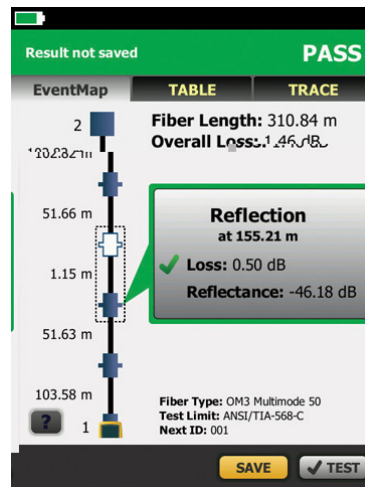 Result not saved
PASS
EventMap
TABLE
TRACE
2
Fiber Length: 310.84 m
Overall Loss:
51.66 m
Reflection
at 155.21 m
Loss: 0.50 dB
1.15 m
Reflectance: -46.18 dB
51.63 m
103.58 m
Fiber Type: OM3 Multimode 50
Test Limit: ANSI/TIA-568-C
Next ID: 001
? 1
SAVE
TEST